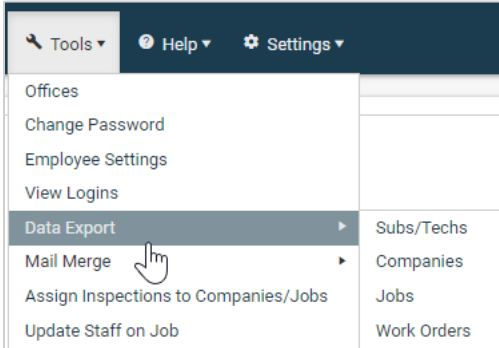 Tools ▾ Help ▾ Settings ▾
Offices
Change Password
Employee Settings
View Logins
Data Export Subs/Techs
Mail Merge Companies
Assign Inspections to Companies/Jobs Jobs
Update Staff on Job Work Orders